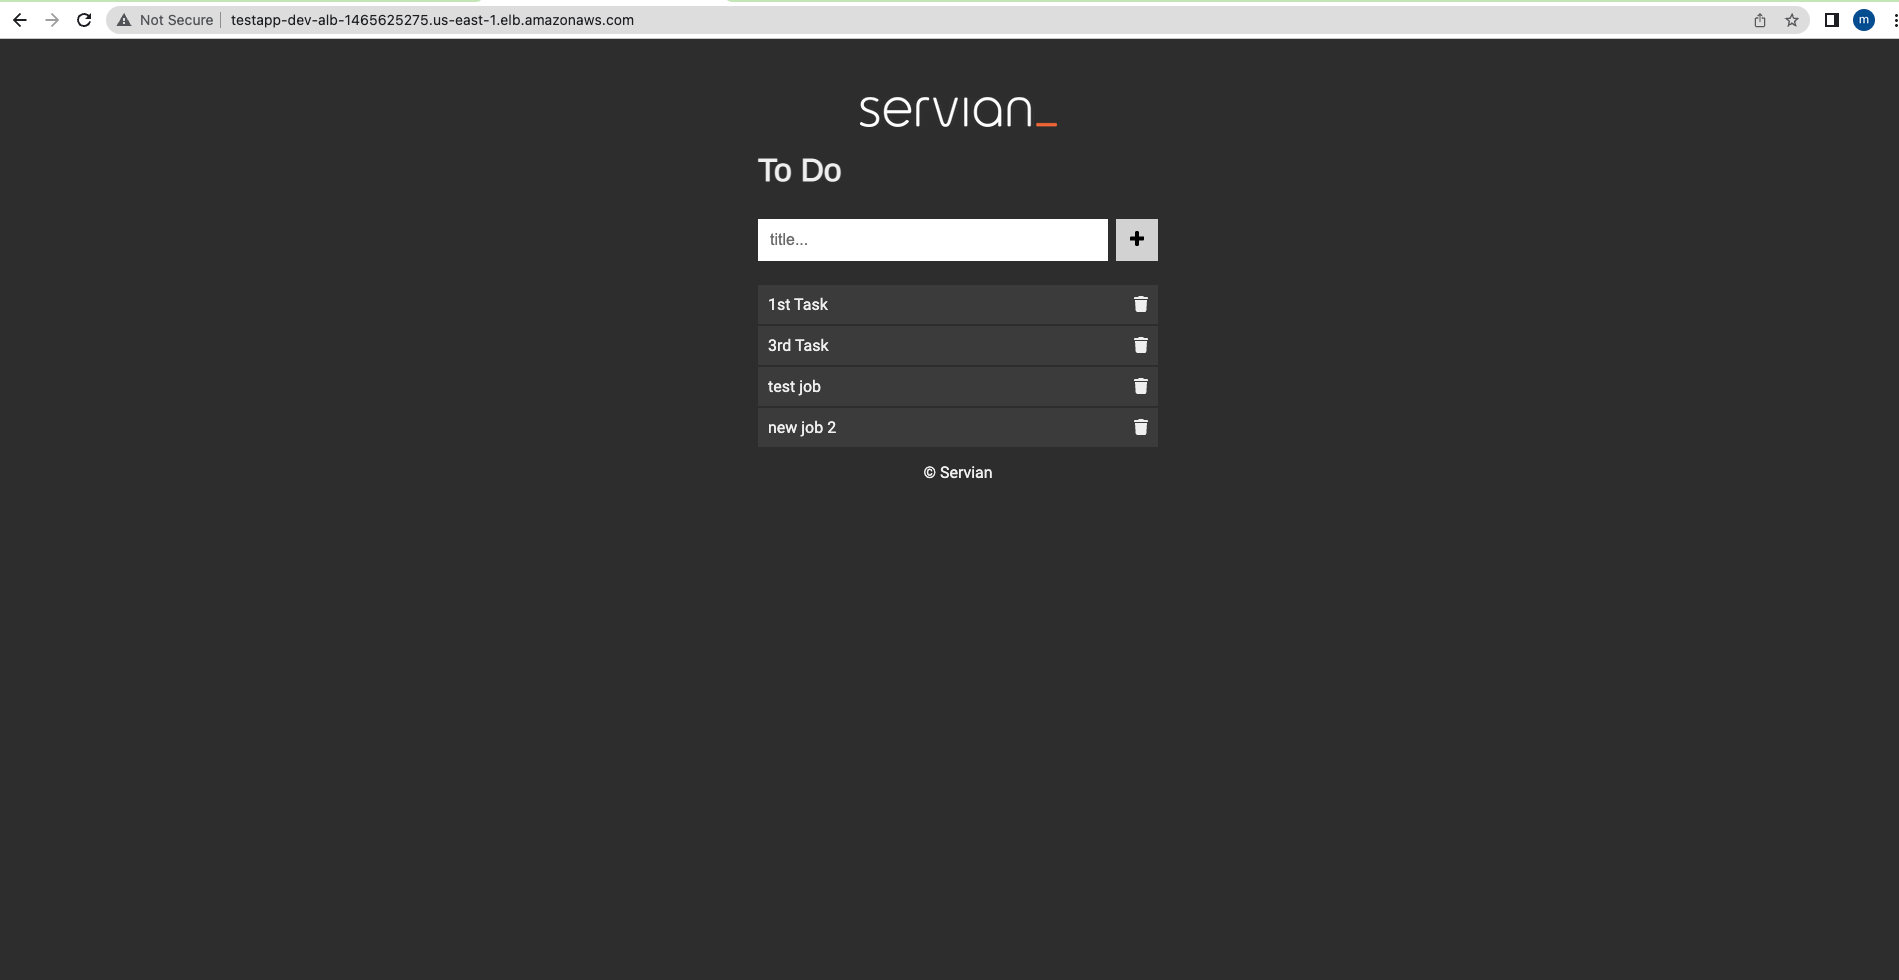 Not Secure testapp-dev-alb-1465625275.us-east-1.elb.amazonaws.com m
servian_
To Do
title...
1st Task
3rd Task
test job
new job 2
© Servian